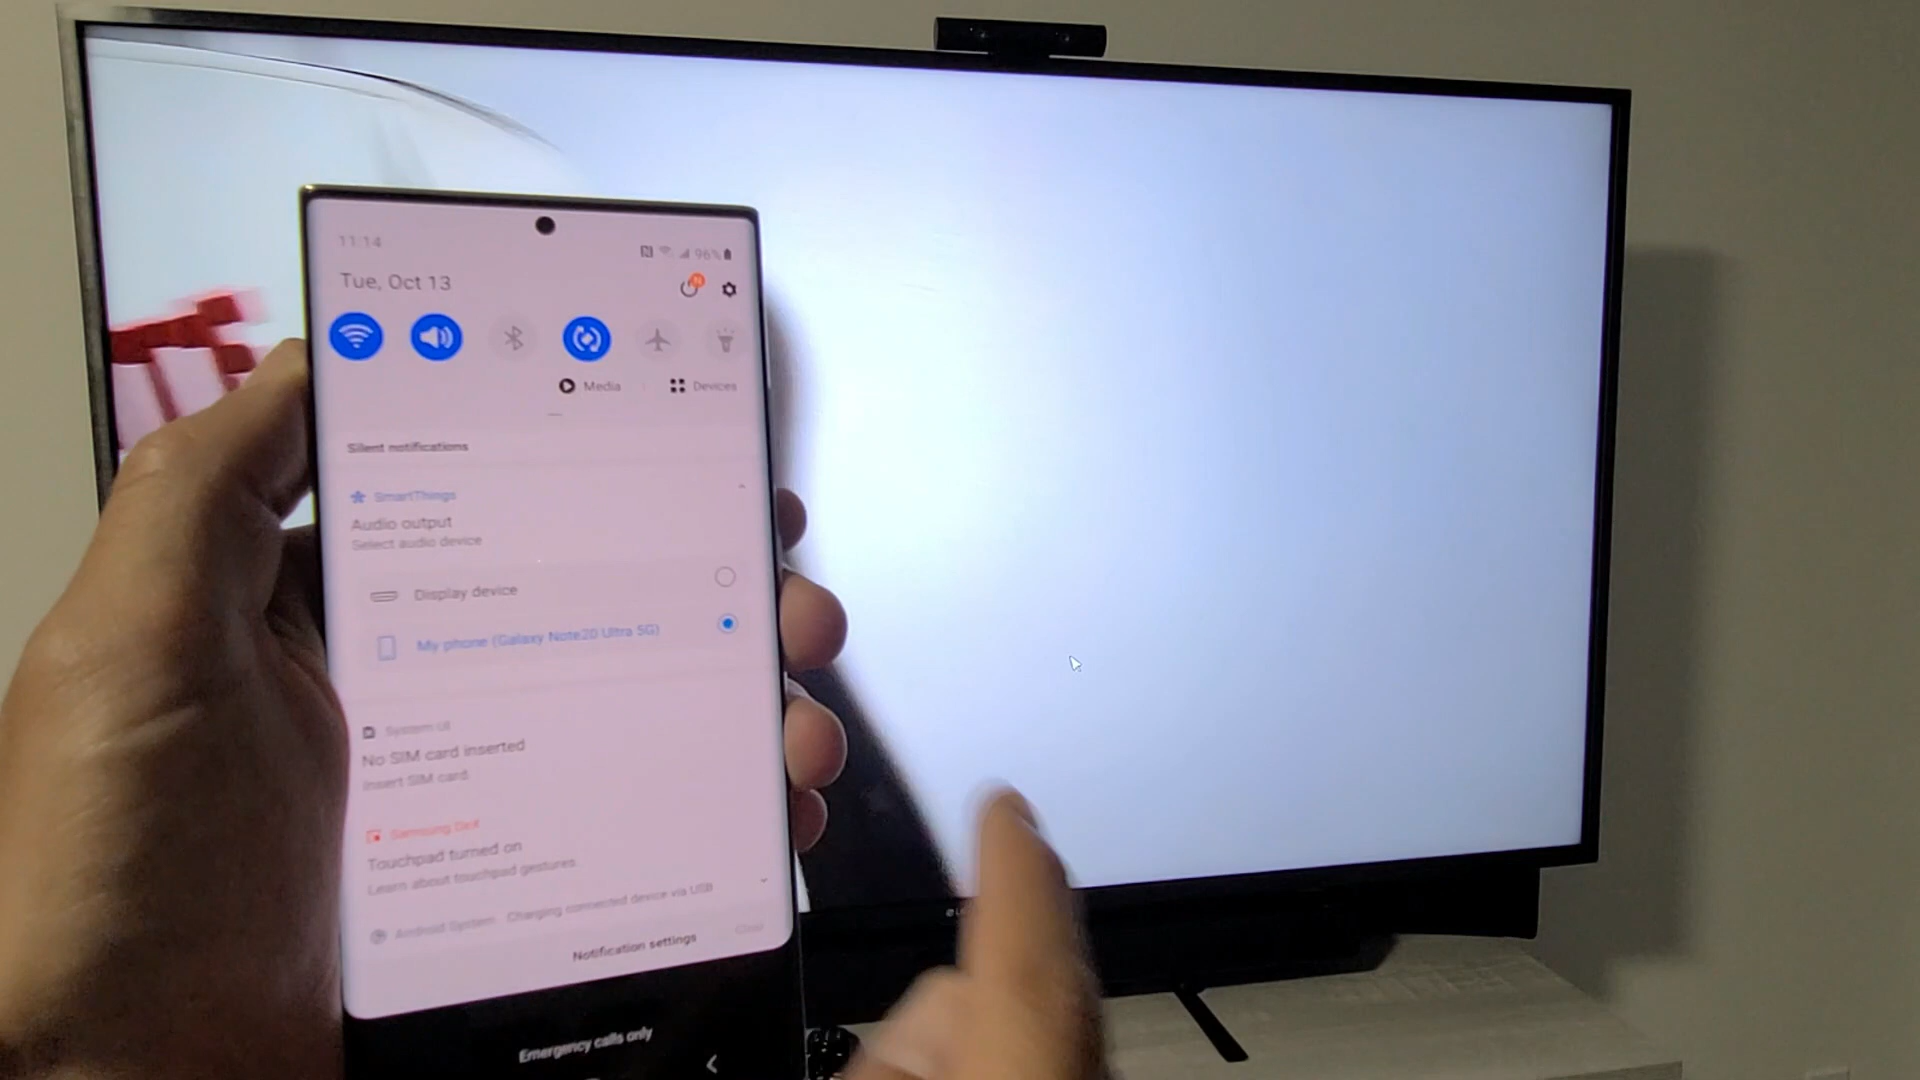 11:14
96%
Tue, Oct 13
N
Media
Devices
Silent notifications
SmartThings
Audio output
Select audio device
Display device
My phone (Galaxy Note20 Ultra 5G)
System UI
No SIM card inserted
Insert SIM card.
Samsung DeX
Touchpad turned on
Learn about touchpad gestures.
Android System
Charging connected device via USB
Clear
Notification settings
Emergency calls only